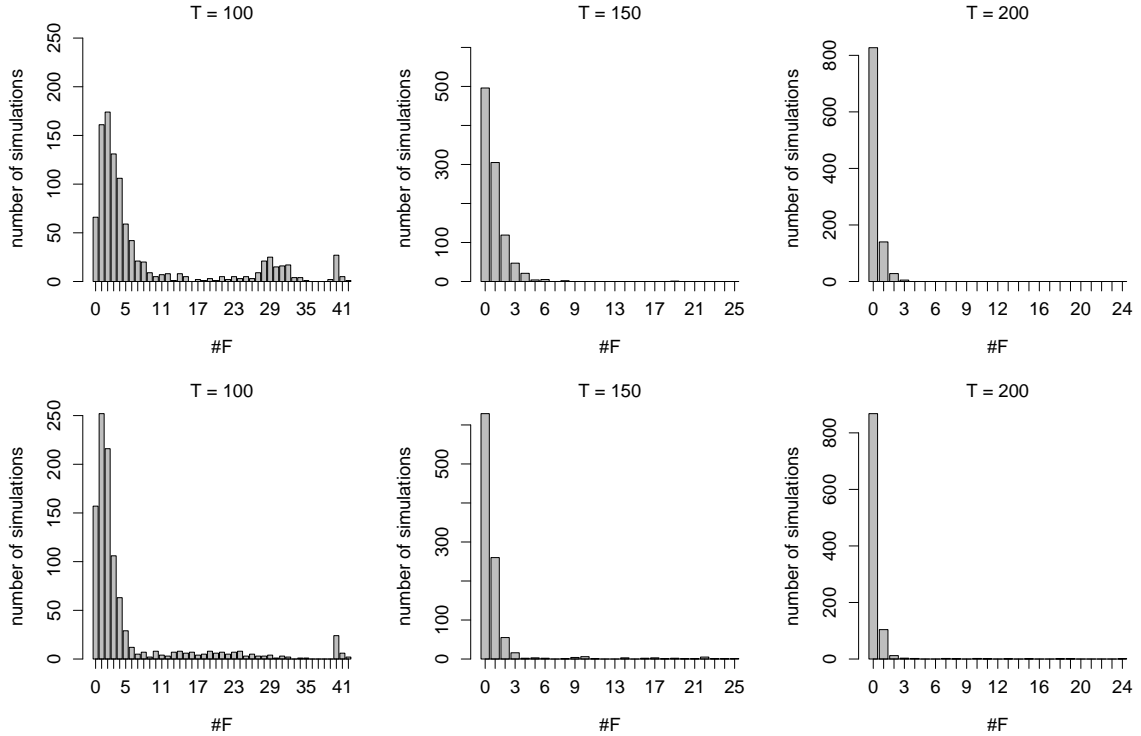 T = 100
T = 150
T = 200
number of simulations
0 50 100 150 200 250
0 5 11 17 23 29 35 41
#F
number of simulations
0 100 300 500
0 3 6 9 13 17 21 25
#F
number of simulations
0 200 400 600 800
0 3 6 9 12 16 20 24
#F
T = 100
T = 150
T = 200
number of simulations
0 50 100 150 200 250
0 5 11 17 23 29 35 41
#F
number of simulations
0 100 300 500
0 3 6 9 13 17 21 25
#F
number of simulations
0 200 400 600 800
0 3 6 9 12 16 20 24
#F